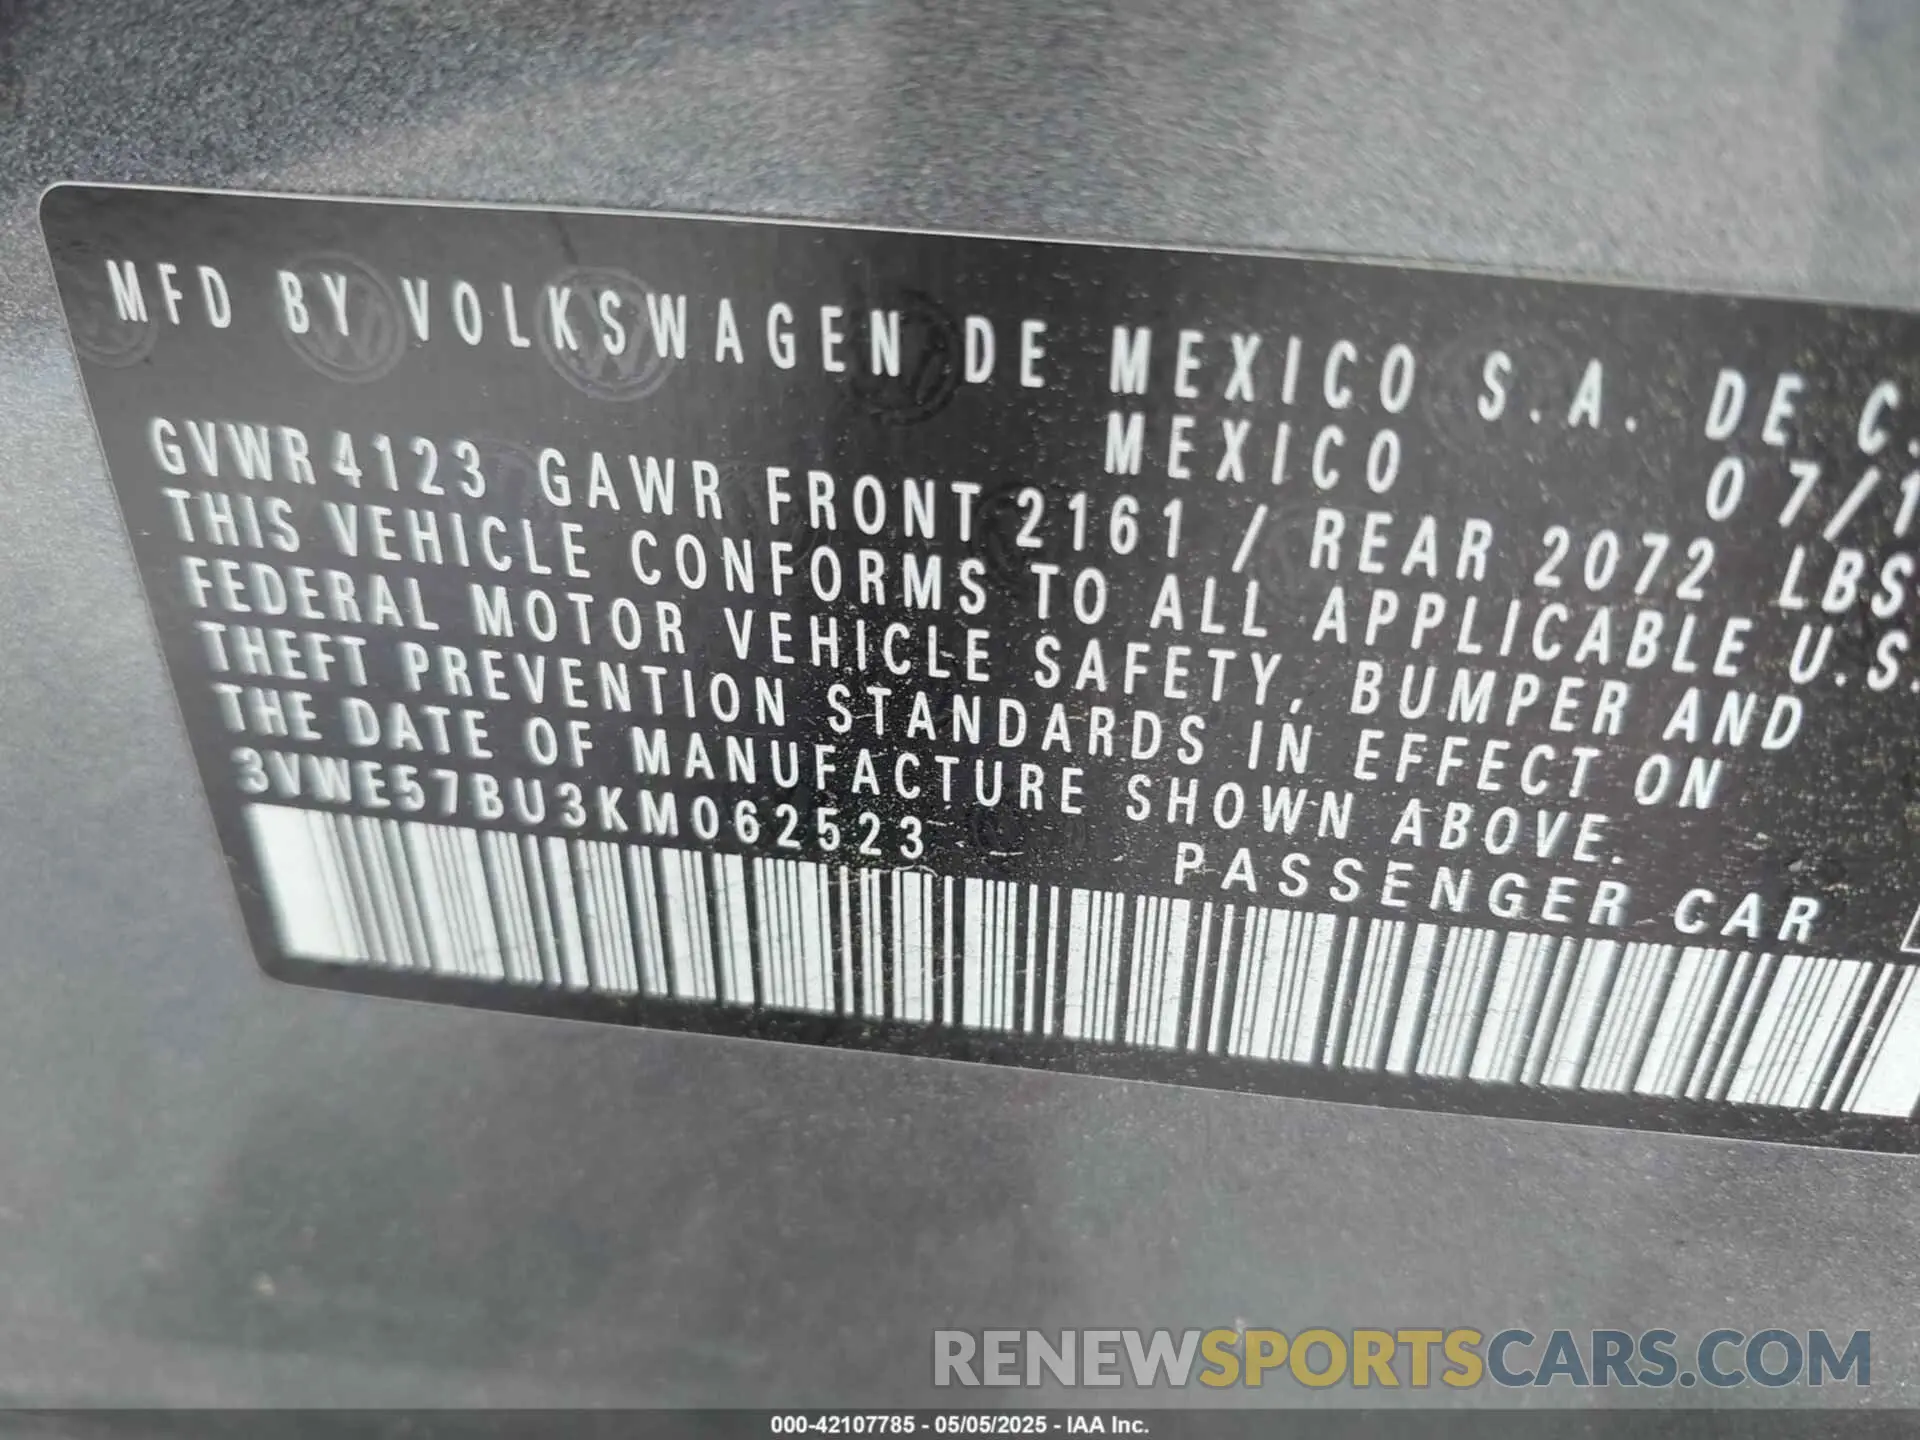 MFD BY VOLKSWAGEN DE MEXICO S.A. DE C.
MEXICO 07/1
GVWR 4123 GAWR FRONT 2161 / REAR 2072 LBS
THIS VEHICLE CONFORMS TO ALL APPLICABLE U.S.
FEDERAL MOTOR VEHICLE SAFETY, BUMPER AND
THEFT PREVENTION STANDARDS IN EFFECT ON
THE DATE OF MANUFACTURE SHOWN ABOVE.
3VWE57BU3KM062523 PASSENGER CAR
RENEWSPORTSCARS.COM
000-42107785 - 05/05/2025 - IAA Inc.